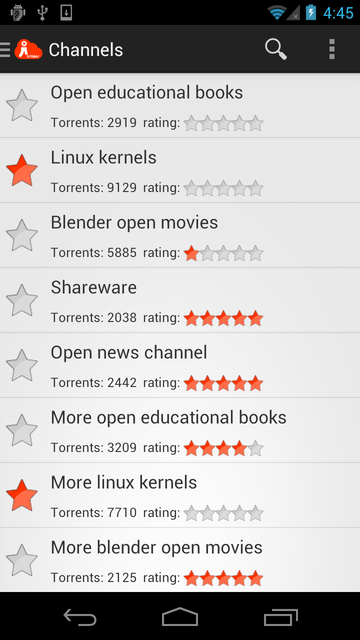 4:45
Channels
Open educational books
Torrents: 2919 rating:
Linux kernels
Torrents: 9129 rating:
Blender open movies
Torrents: 5885 rating:
Shareware
Torrents: 2038 rating:
Open news channel
Torrents: 2442 rating:
More open educational books
Torrents: 3209 rating:
More linux kernels
Torrents: 7710 rating:
More blender open movies
Torrents: 2125 rating: